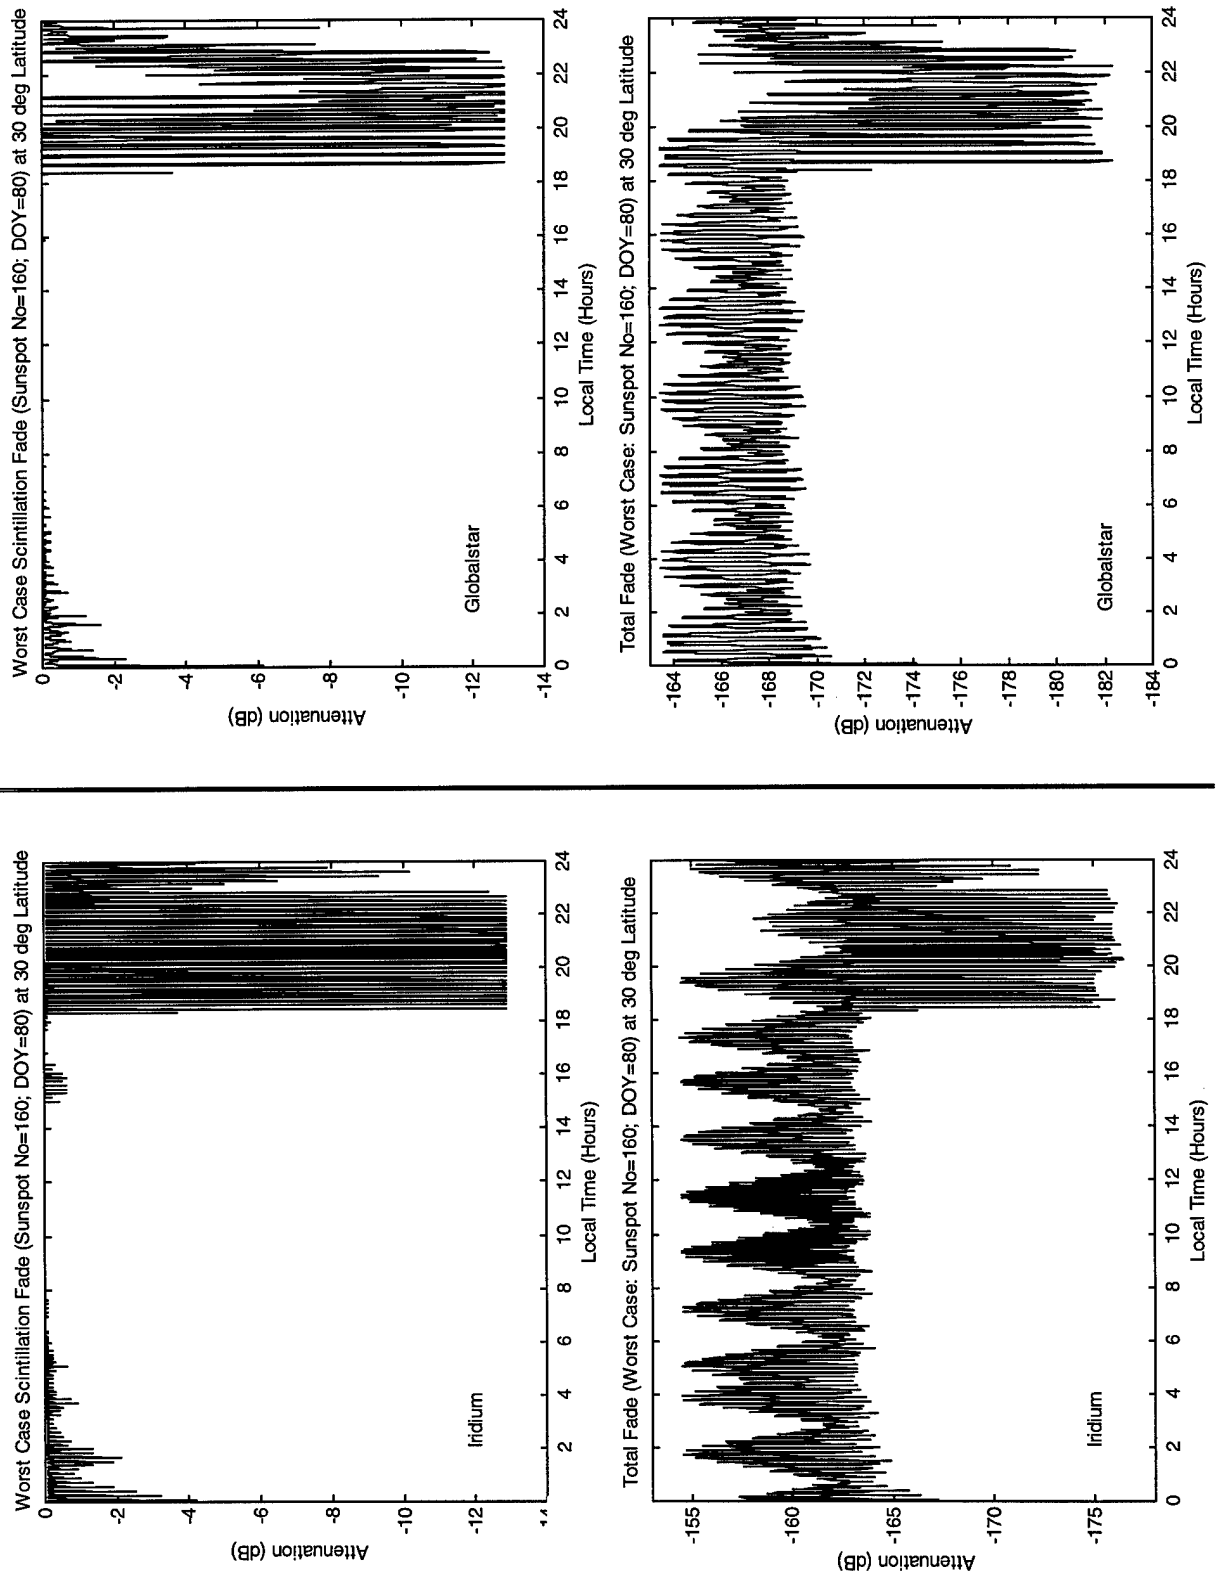 Worst Case Scintillation Fade (Sunspot No=160; DOY=80) at 30 deg Latitude
0
-2
-4
-6
-8
-10
-12
Attenuation (dB)
Iridium
2 4 6 8 10 12 14 16 18 20 22 24
Local Time (Hours)
Worst Case Scintillation Fade (Sunspot No=160; DOY=80) at 30 deg Latitude
0
-2
-4
-6
-8
-10
-12
-14
Attenuation (dB)
Globalstar
0 2 4 6 8 10 12 14 16 18 20 22 24
Local Time (Hours)
Total Fade (Worst Case: Sunspot No=160; DOY=80) at 30 deg Latitude
-155
-160
-165
-170
-175
Attenuation (dB)
Iridium
0 2 4 6 8 10 12 14 16 18 20 22 24
Local Time (Hours)
Total Fade (Worst Case: Sunspot No=160; DOY=80) at 30 deg Latitude
-164
-166
-168
-170
-172
-174
-176
-178
-180
-182
-184
Attenuation (dB)
Globalstar
0 2 4 6 8 10 12 14 16 18 20 22 24
Local Time (Hours)